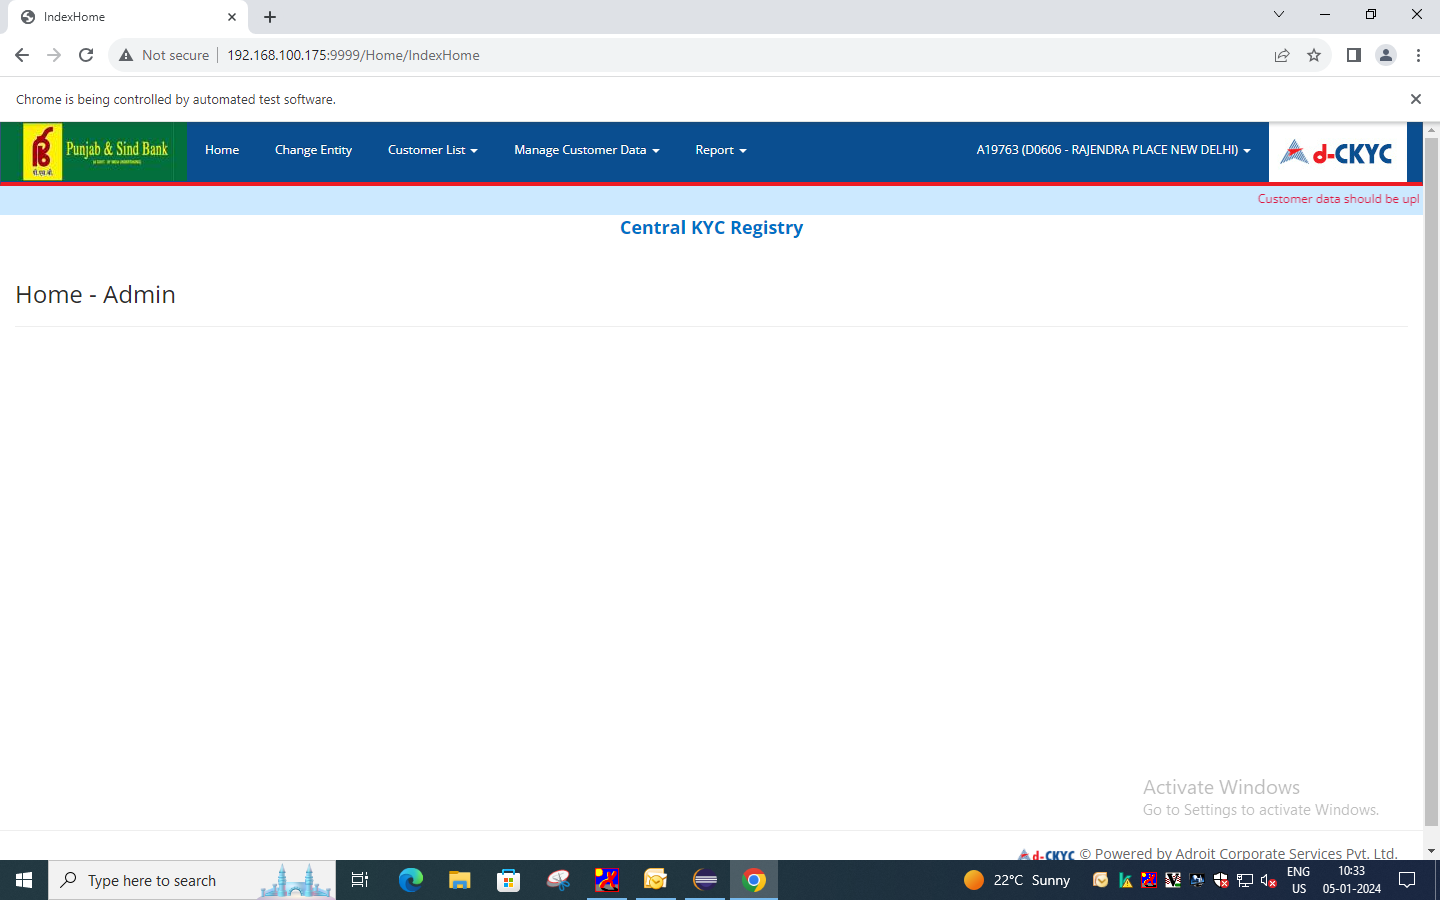 IndexHome
Not secure 192.168.100.175:9999/Home/IndexHome
Chrome is being controlled by automated test software.
Punjab & Sind Bank
पी.एस.बी.
Home Change Entity Customer List Manage Customer Data Report A19763 (D0606 - RAJENDRA PLACE NEW DELHI) d-CKYC
Customer data should be upl
Central KYC Registry
Home - Admin
Activate Windows
Go to Settings to activate Windows.
d-CKYC © Powered by Adroit Corporate Services Pvt. Ltd.
Type here to search
22°C Sunny
ENG
US
10:33
05-01-2024